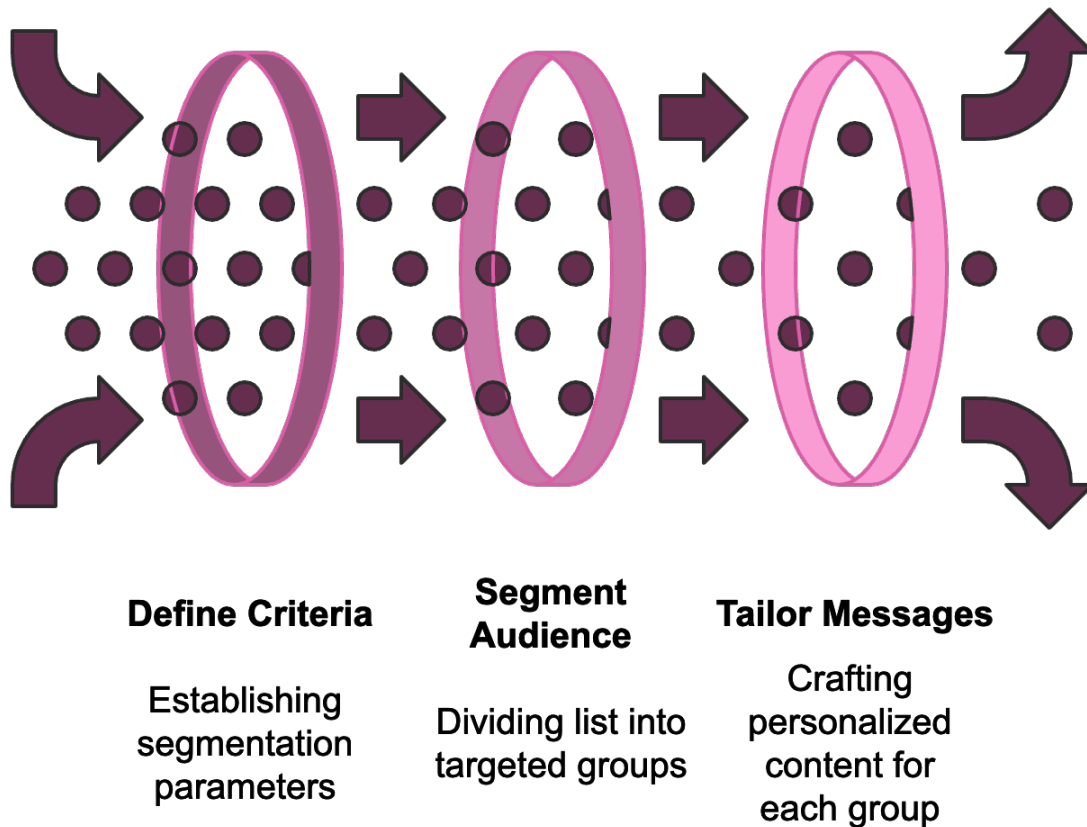 Define Criteria
Establishing
segmentation
parameters
Segment
Audience
Dividing list into
targeted groups
Tailor Messages
Crafting
personalized
content for
each group